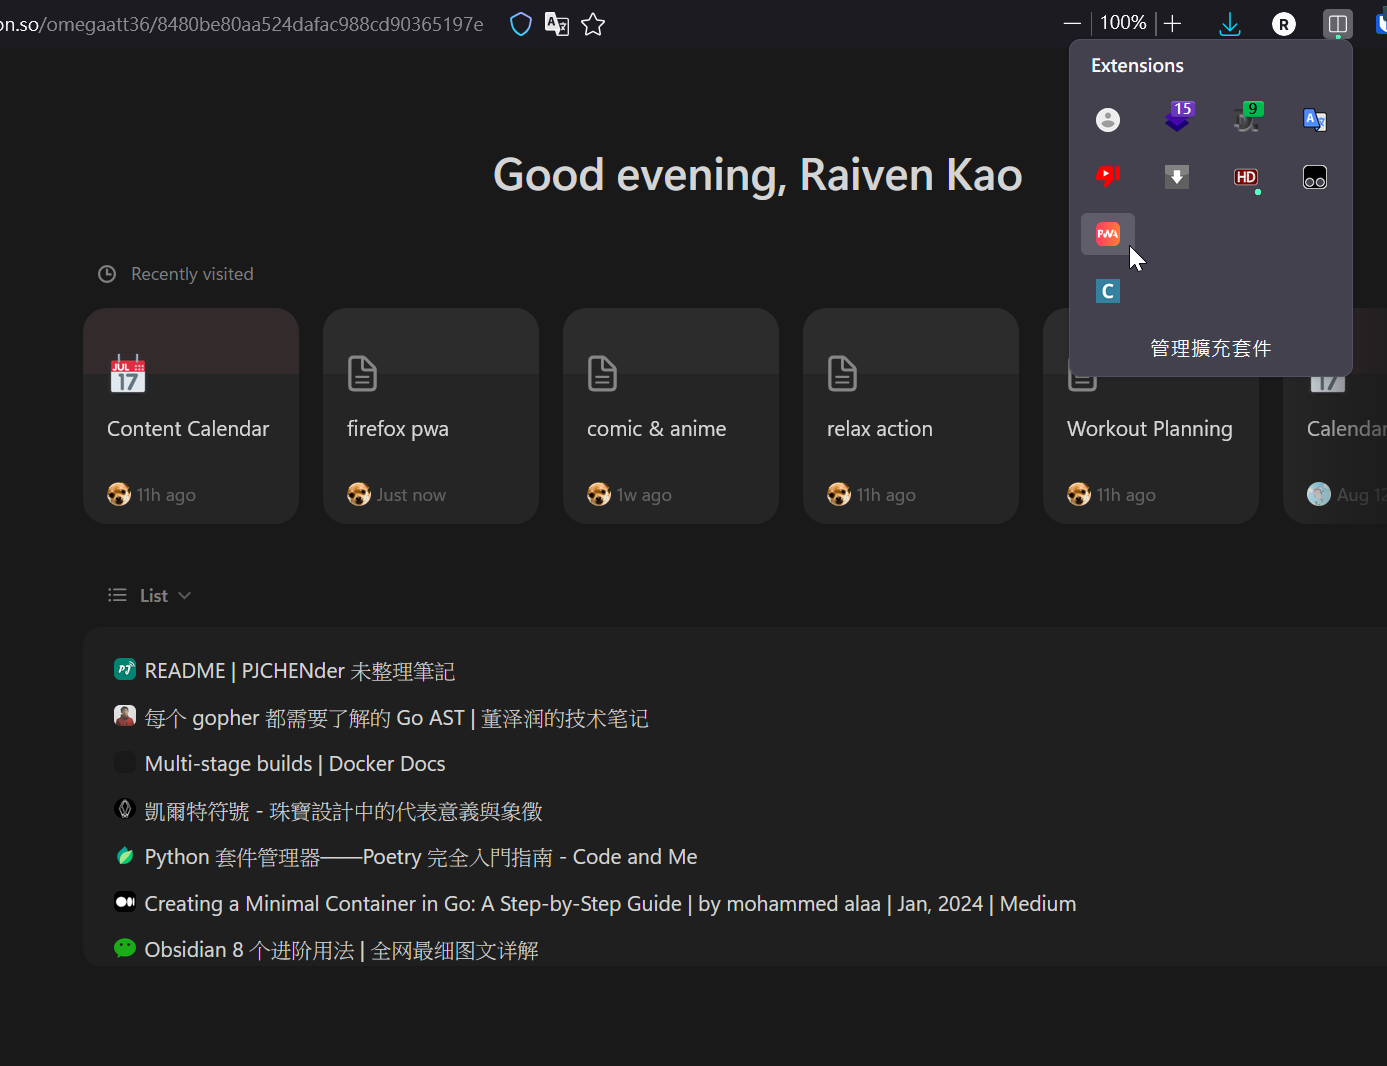 on.so/omegaatt36/8480be80aa524dafac988cd90365197e
100%
R
Extensions
15
9
HD
PWA
C
管理擴充套件
Good evening, Raiven Kao
Recently visited
JUL
17
Content Calendar
11h ago
firefox pwa
Just now
comic & anime
1w ago
relax action
11h ago
Workout Planning
11h ago
17
Calendar
Aug 12
List
README | PJCHENder 未整理筆記
每个 gopher 都需要了解的 Go AST | 董泽润的技术笔记
Multi-stage builds | Docker Docs
凱爾特符號 - 珠寶設計中的代表意義與象徵
Python 套件管理器——Poetry 完全入門指南 - Code and Me
Creating a Minimal Container in Go: A Step-by-Step Guide | by mohammed alaa | Jan, 2024 | Medium
Obsidian 8 个进阶用法 | 全网最细图文详解